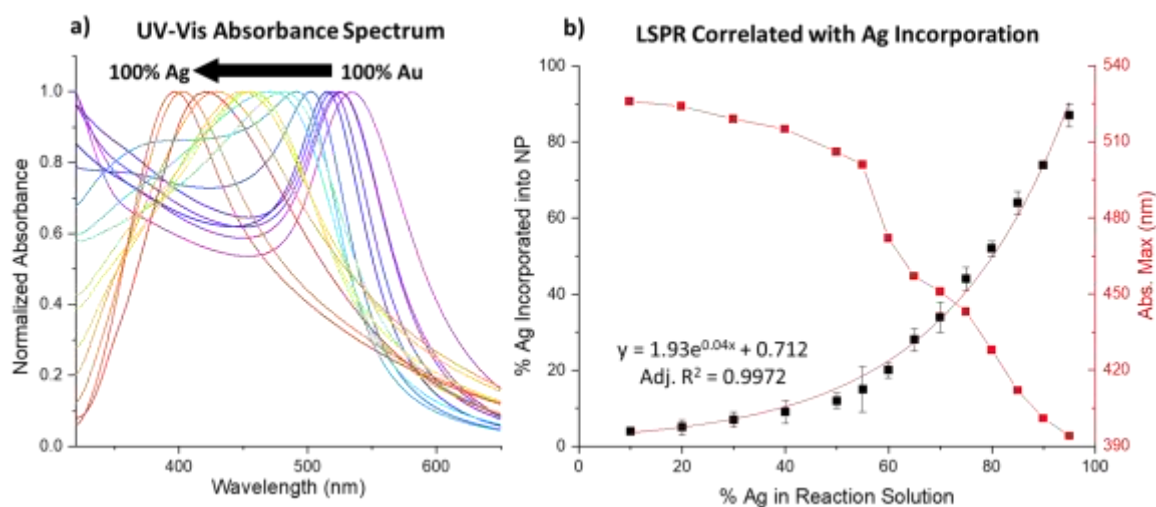 a) UV-Vis Absorbance Spectrum
100% Ag 100% Au
1.0
0.8
0.6
0.4
0.2
0.0
Normalized Absorbance
400 500 600
Wavelength (nm)
b) LSPR Correlated with Ag Incorporation
100
80
60
40
20
0
% Ag Incorporated into NP
y = 1.93e^0.04x + 0.712
Adj. R² = 0.9972
540
510
480
450
420
390
Abs. Max (nm)
0 20 40 60 80 100
% Ag in Reaction Solution